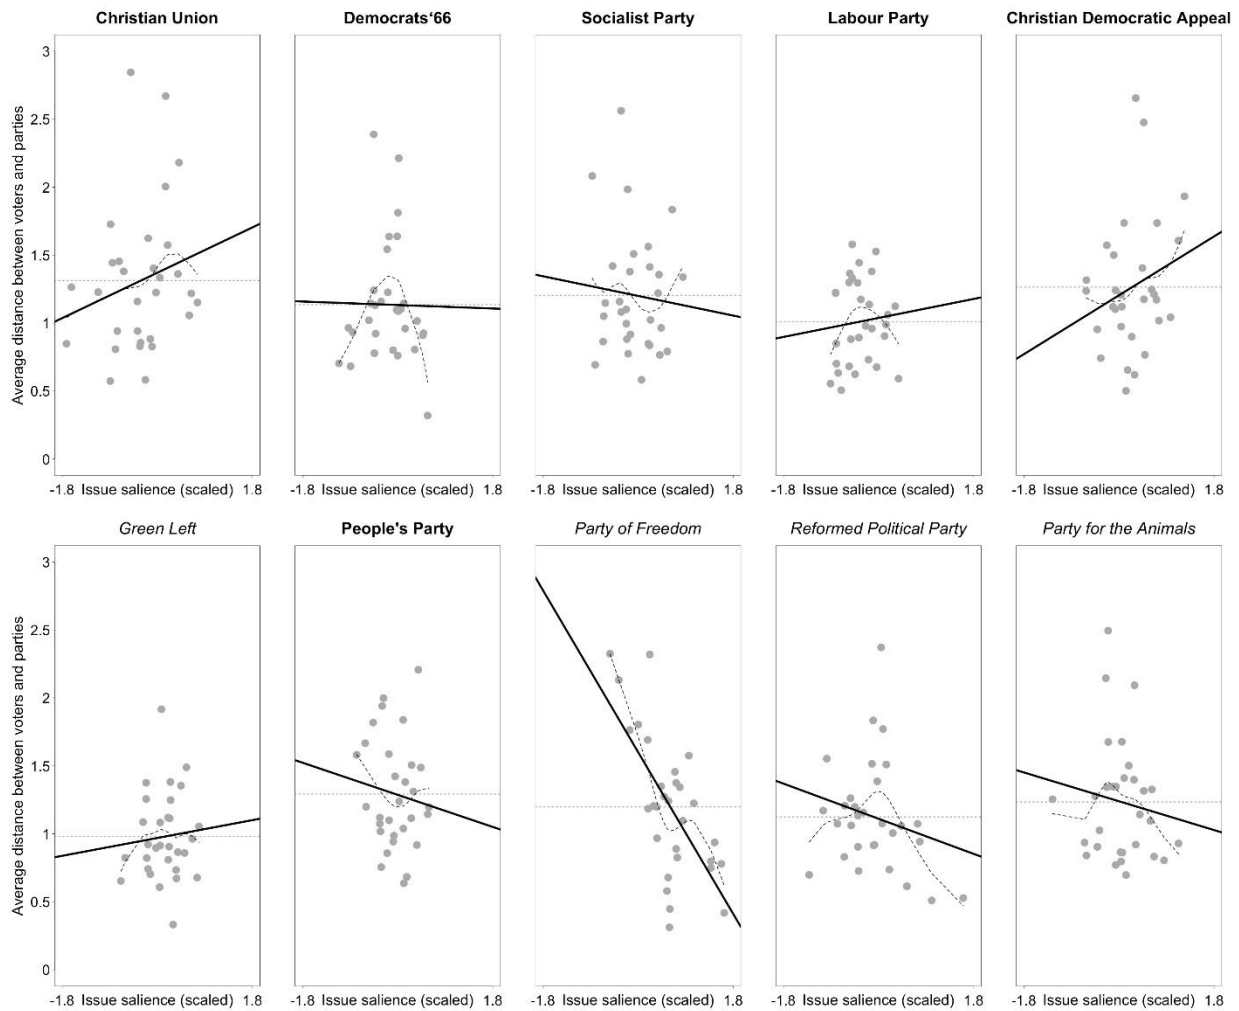 Christian Union
Democrats‘66
Socialist Party
Labour Party
Christian Democratic Appeal
Average distance between voters and parties
3
2.5
2
1.5
1
0.5
0
-1.8 Issue salience (scaled) 1.8
-1.8 Issue salience (scaled) 1.8
-1.8 Issue salience (scaled) 1.8
-1.8 Issue salience (scaled) 1.8
-1.8 Issue salience (scaled) 1.8
Green Left
People's Party
Party of Freedom
Reformed Political Party
Party for the Animals
Average distance between voters and parties
3
2.5
2
1.5
1
0.5
0
-1.8 Issue salience (scaled) 1.8
-1.8 Issue salience (scaled) 1.8
-1.8 Issue salience (scaled) 1.8
-1.8 Issue salience (scaled) 1.8
-1.8 Issue salience (scaled) 1.8